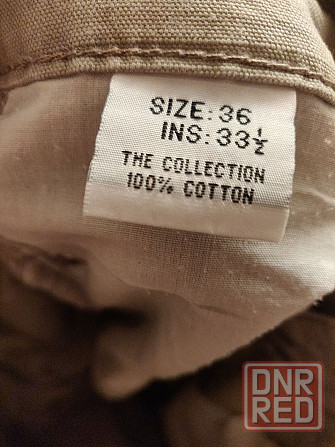 SIZE: 36
INS: 33½
THE COLLECTION
100% COTTON
DNR
RED